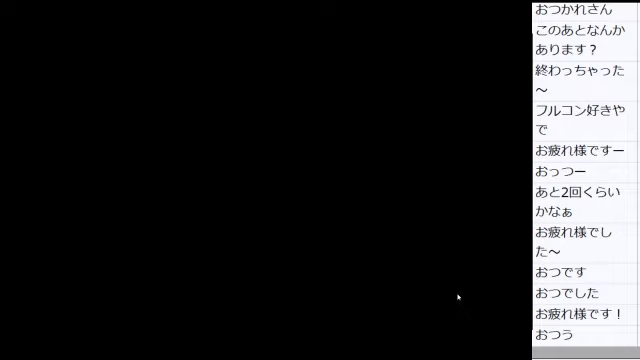 おつかれさん
このあとなんか
あります？
終わっちゃった
～
フルコン好きや
で
お疲れ様ですー
おっつー
あと2回くらい
かなぁ
お疲れ様でし
た～
おつです
おつでした
お疲れ様です！
おつう